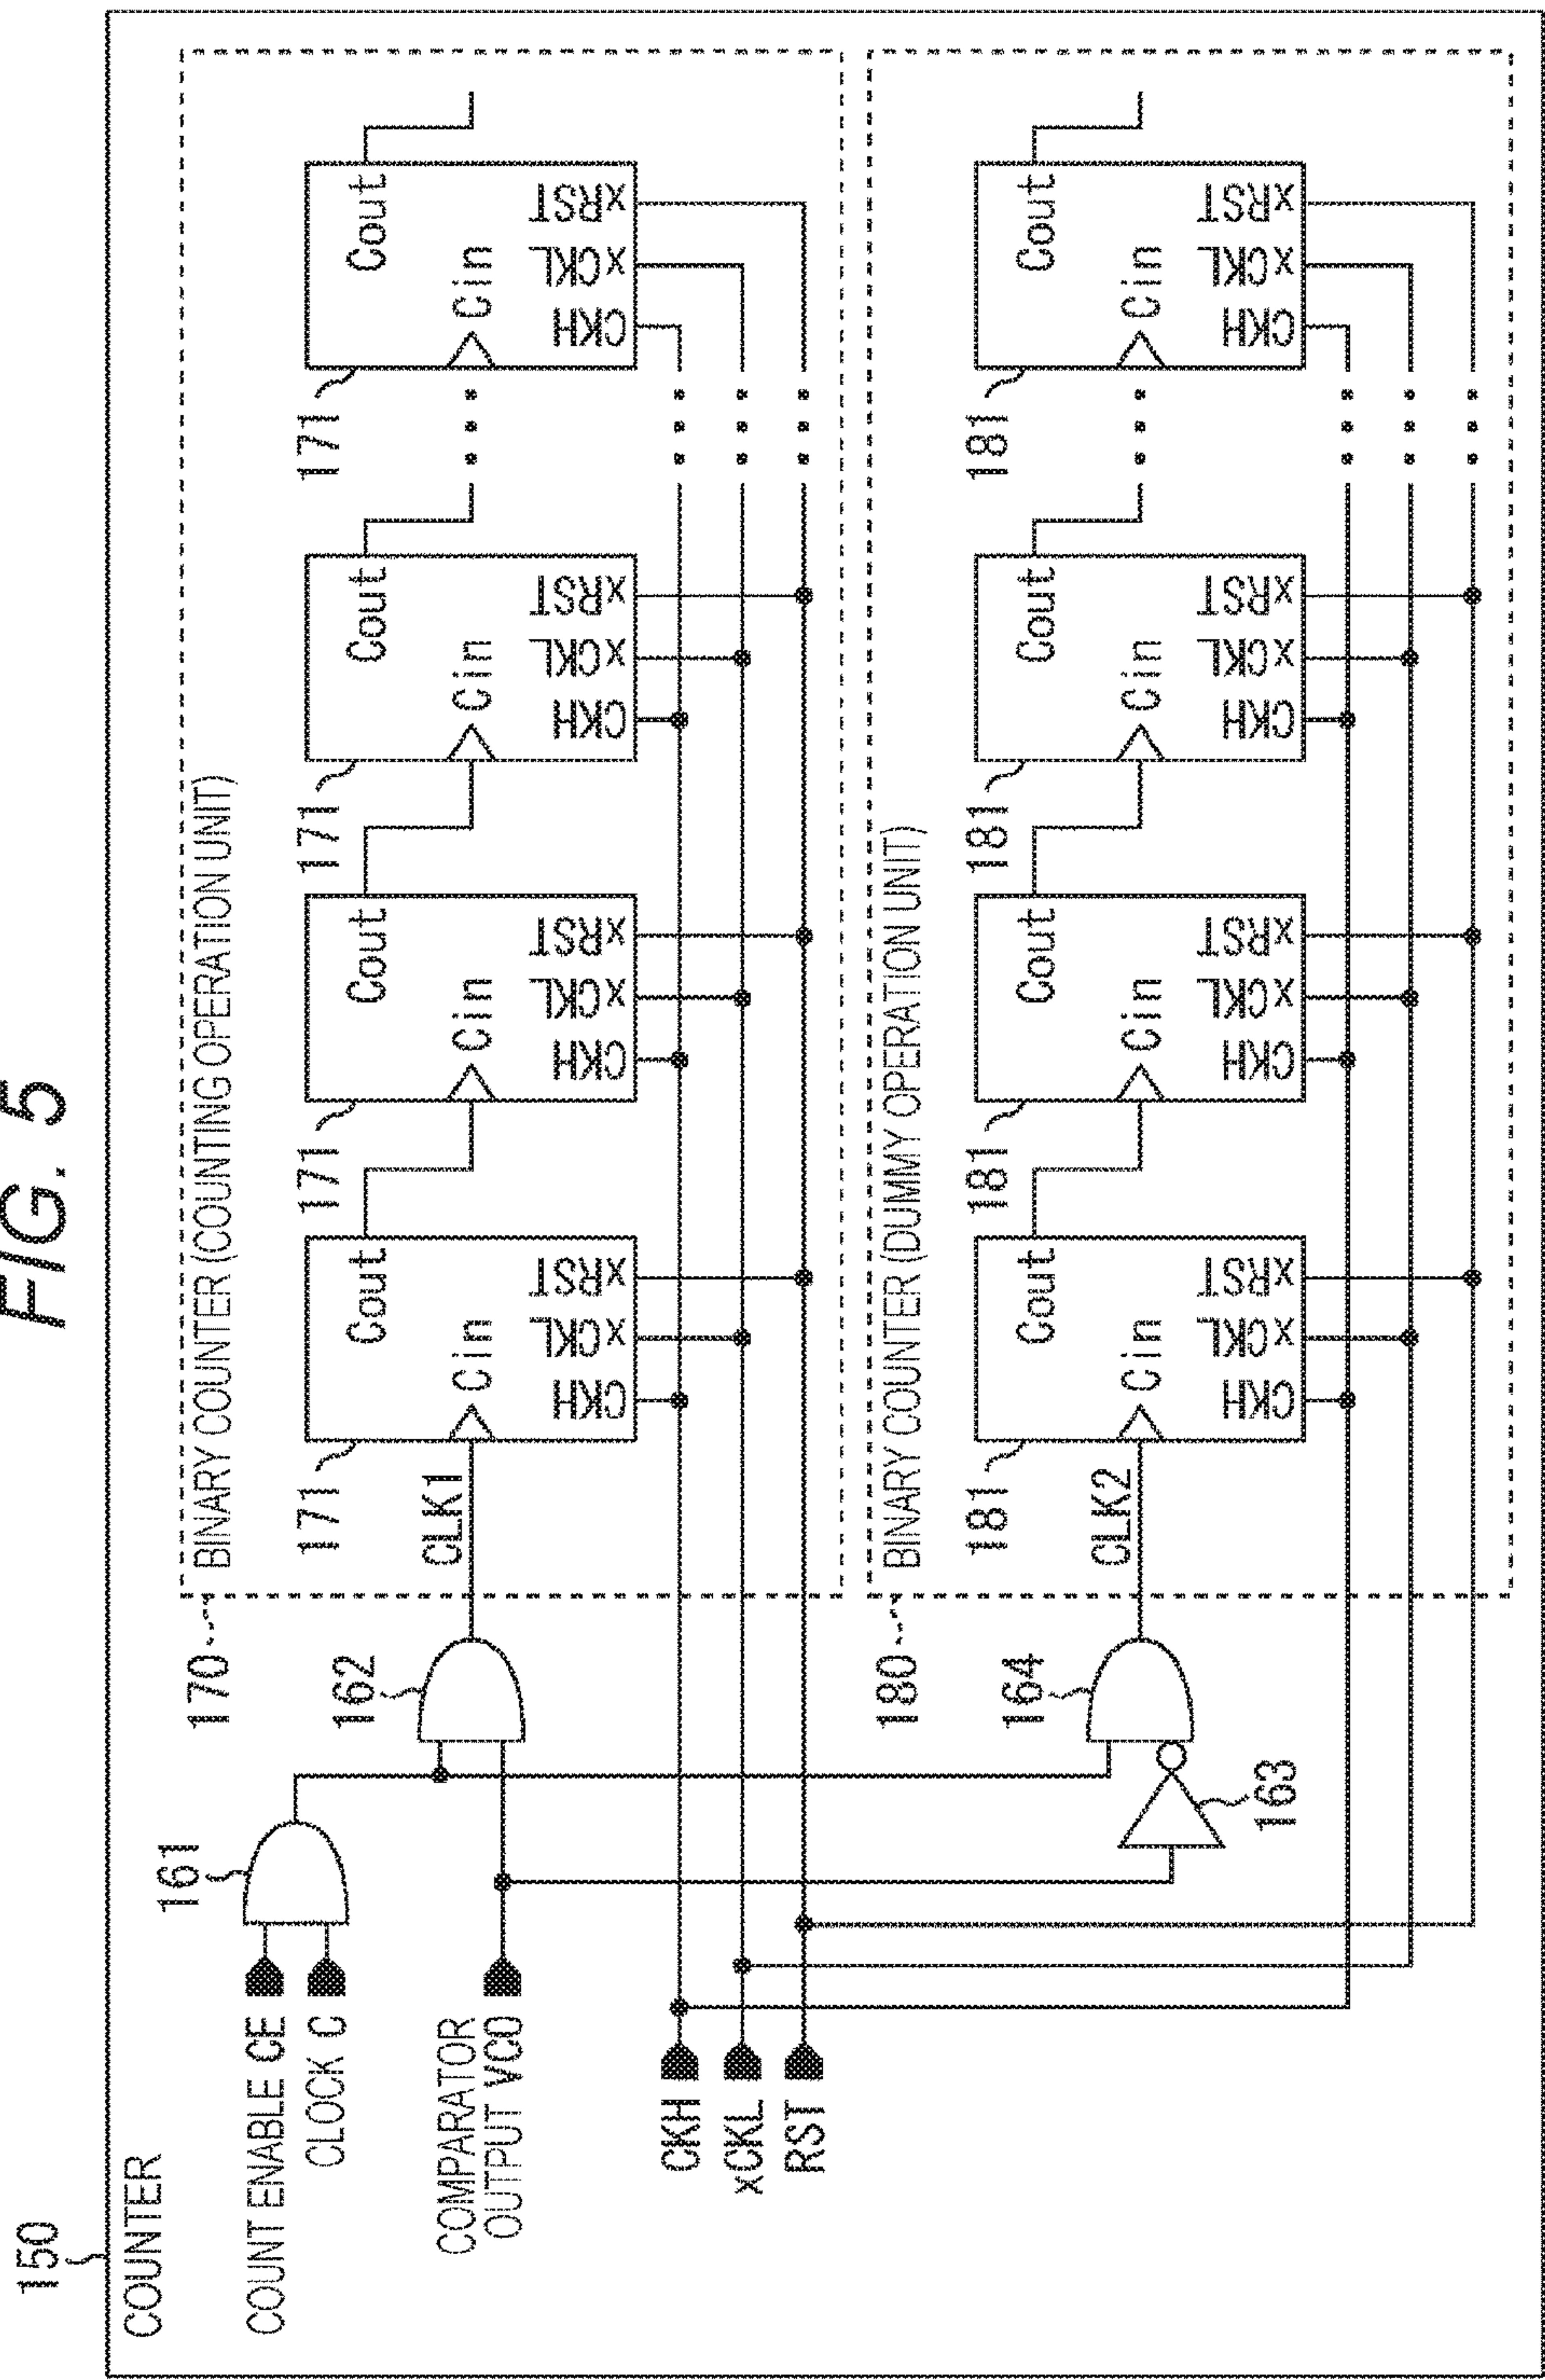 FIG. 5
150
COUNTER
COUNT ENABLE CE
CLOCK C
161
COMPARATOR
OUTPUT VCO
162
CKH
xCKL
RST
163
164
170
BINARY COUNTER (COUNTING OPERATION UNIT)
CLK1
171
Cout
Cin
CKH
xCKL
xRST
171
Cout
Cin
CKH
xCKL
xRST
171
Cout
Cin
CKH
xCKL
xRST
171
Cout
Cin
CKH
xCKL
xRST
180
BINARY COUNTER (DUMMY OPERATION UNIT)
CLK2
181
Cout
Cin
CKH
xCKL
xRST
181
Cout
Cin
CKH
xCKL
xRST
181
Cout
Cin
CKH
xCKL
xRST
181
Cout
Cin
CKH
xCKL
xRST